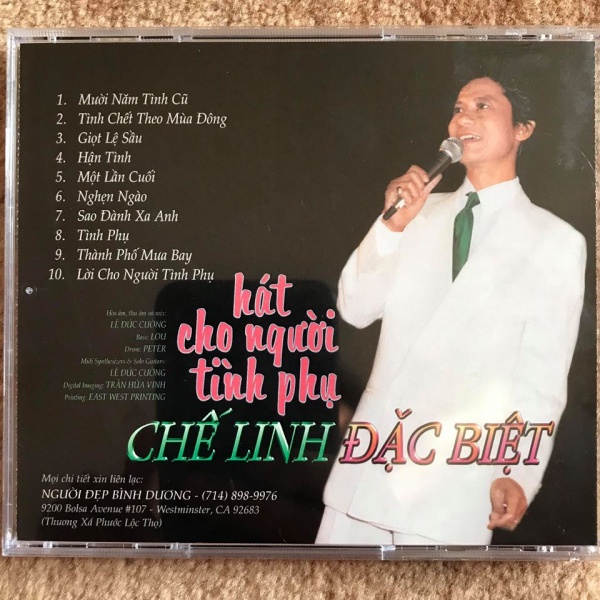 1. Mười Năm Tình Cũ
2. Tình Chết Theo Mùa Đông
3. Giọt Lệ Sầu
4. Hận Tình
5. Một Lần Cuối
6. Nghẹn Ngào
7. Sao Đành Xa Anh
8. Tình Phụ
9. Thành Phố Mưa Bay
10. Lời Cho Người Tình Phụ
hát
cho người
tình phụ
CHẾ LINH ĐẶC BIỆT
Hòa âm, thu âm và mix:
LÊ ĐỨC CƯỜNG
Bass: LOU
Drum: PETER
Midi Synthesizers & Solo Guitars:
LÊ ĐỨC CƯỜNG
Digital Imaging: TRẦN HỨA VINH
Printing: EAST WEST PRINTING
Mọi chi tiết xin liên lạc:
NGƯỜI ĐẸP BÌNH DƯƠNG - (714) 898-9976
9200 Bolsa Avenue #107 - Westminster, CA 92683
(Thương Xá Phước Lộc Thọ)